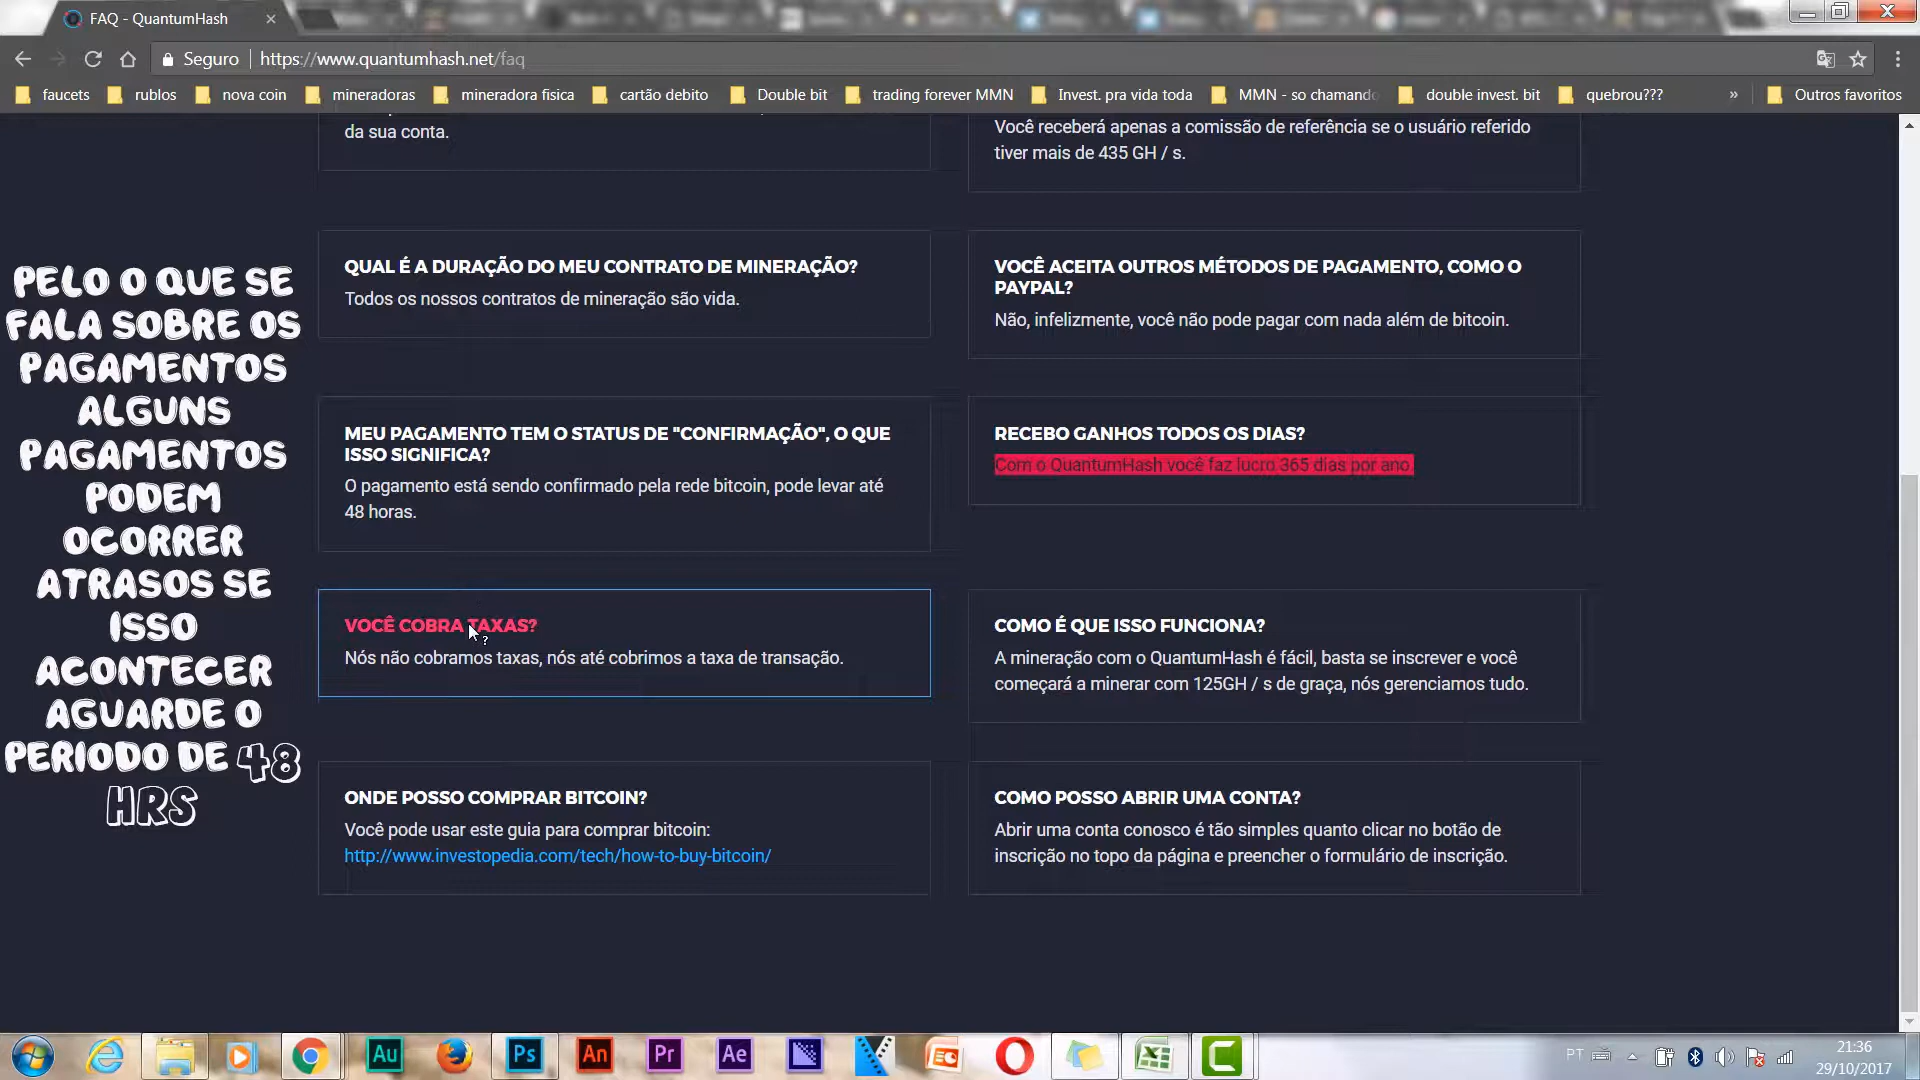 FAQ - QuantumHash
Seguro
https://www.quantumhash.net/faq
faucets
rublos
nova coin
mineradoras
mineradora fisica
cartão debito
Double bit
trading forever MMN
Invest. pra vida toda
MMN - so chamando
double invest. bit
quebrou???
»
Outros favoritos
da sua conta.
Você receberá apenas a comissão de referência se o usuário referido
tiver mais de 435 GH / s.
QUAL É A DURAÇÃO DO MEU CONTRATO DE MINERAÇÃO?
Todos os nossos contratos de mineração são vida.
VOCÊ ACEITA OUTROS MÉTODOS DE PAGAMENTO, COMO O
PAYPAL?
Não, infelizmente, você não pode pagar com nada além de bitcoin.
MEU PAGAMENTO TEM O STATUS DE "CONFIRMAÇÃO", O QUE
ISSO SIGNIFICA?
O pagamento está sendo confirmado pela rede bitcoin, pode levar até
48 horas.
RECEBO GANHOS TODOS OS DIAS?
Com o QuantumHash você faz lucro 365 dias por ano.
VOCÊ COBRA TAXAS?
Nós não cobramos taxas, nós até cobrimos a taxa de transação.
COMO É QUE ISSO FUNCIONA?
A mineração com o QuantumHash é fácil, basta se inscrever e você
começará a minerar com 125GH / s de graça, nós gerenciamos tudo.
ONDE POSSO COMPRAR BITCOIN?
Você pode usar este guia para comprar bitcoin:
http://www.investopedia.com/tech/how-to-buy-bitcoin/
COMO POSSO ABRIR UMA CONTA?
Abrir uma conta conosco é tão simples quanto clicar no botão de
inscrição no topo da página e preencher o formulário de inscrição.
PELO O QUE SE
FALA SOBRE OS
PAGAMENTOS
ALGUNS
PAGAMENTOS
PODEM
OCORRER
ATRASOS SE
ISSO
ACONTECER
AGUARDE O
PERIODO DE 48
HRS
Au
Ps
An
Pr
Ae
PT
21:36
29/10/2017